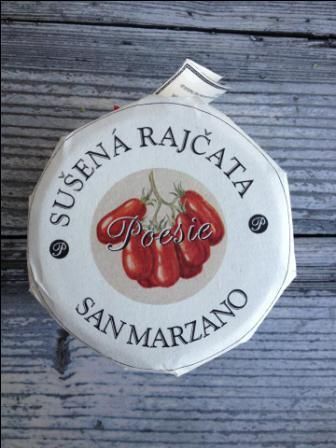 SUŠENÁ RAJČATA
Poesie
P
P
SAN MARZANO